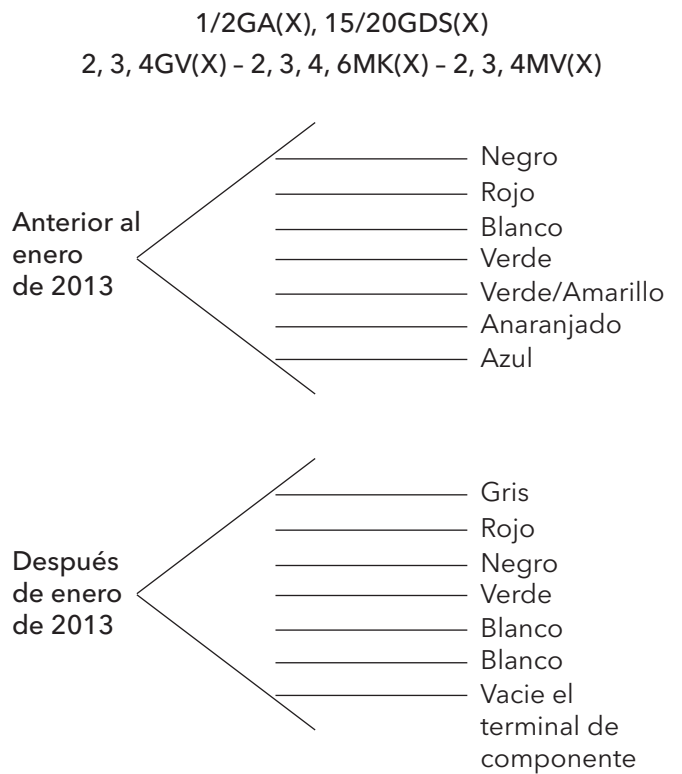 1/2GA(X), 15/20GDS(X)
2, 3, 4GV(X) – 2, 3, 4, 6MK(X) – 2, 3, 4MV(X)
Anterior al
enero
de 2013
Negro
Rojo
Blanco
Verde
Verde/Amarillo
Anaranjado
Azul
Después
de enero
de 2013
Gris
Rojo
Negro
Verde
Blanco
Blanco
Vacie el
terminal de
componente